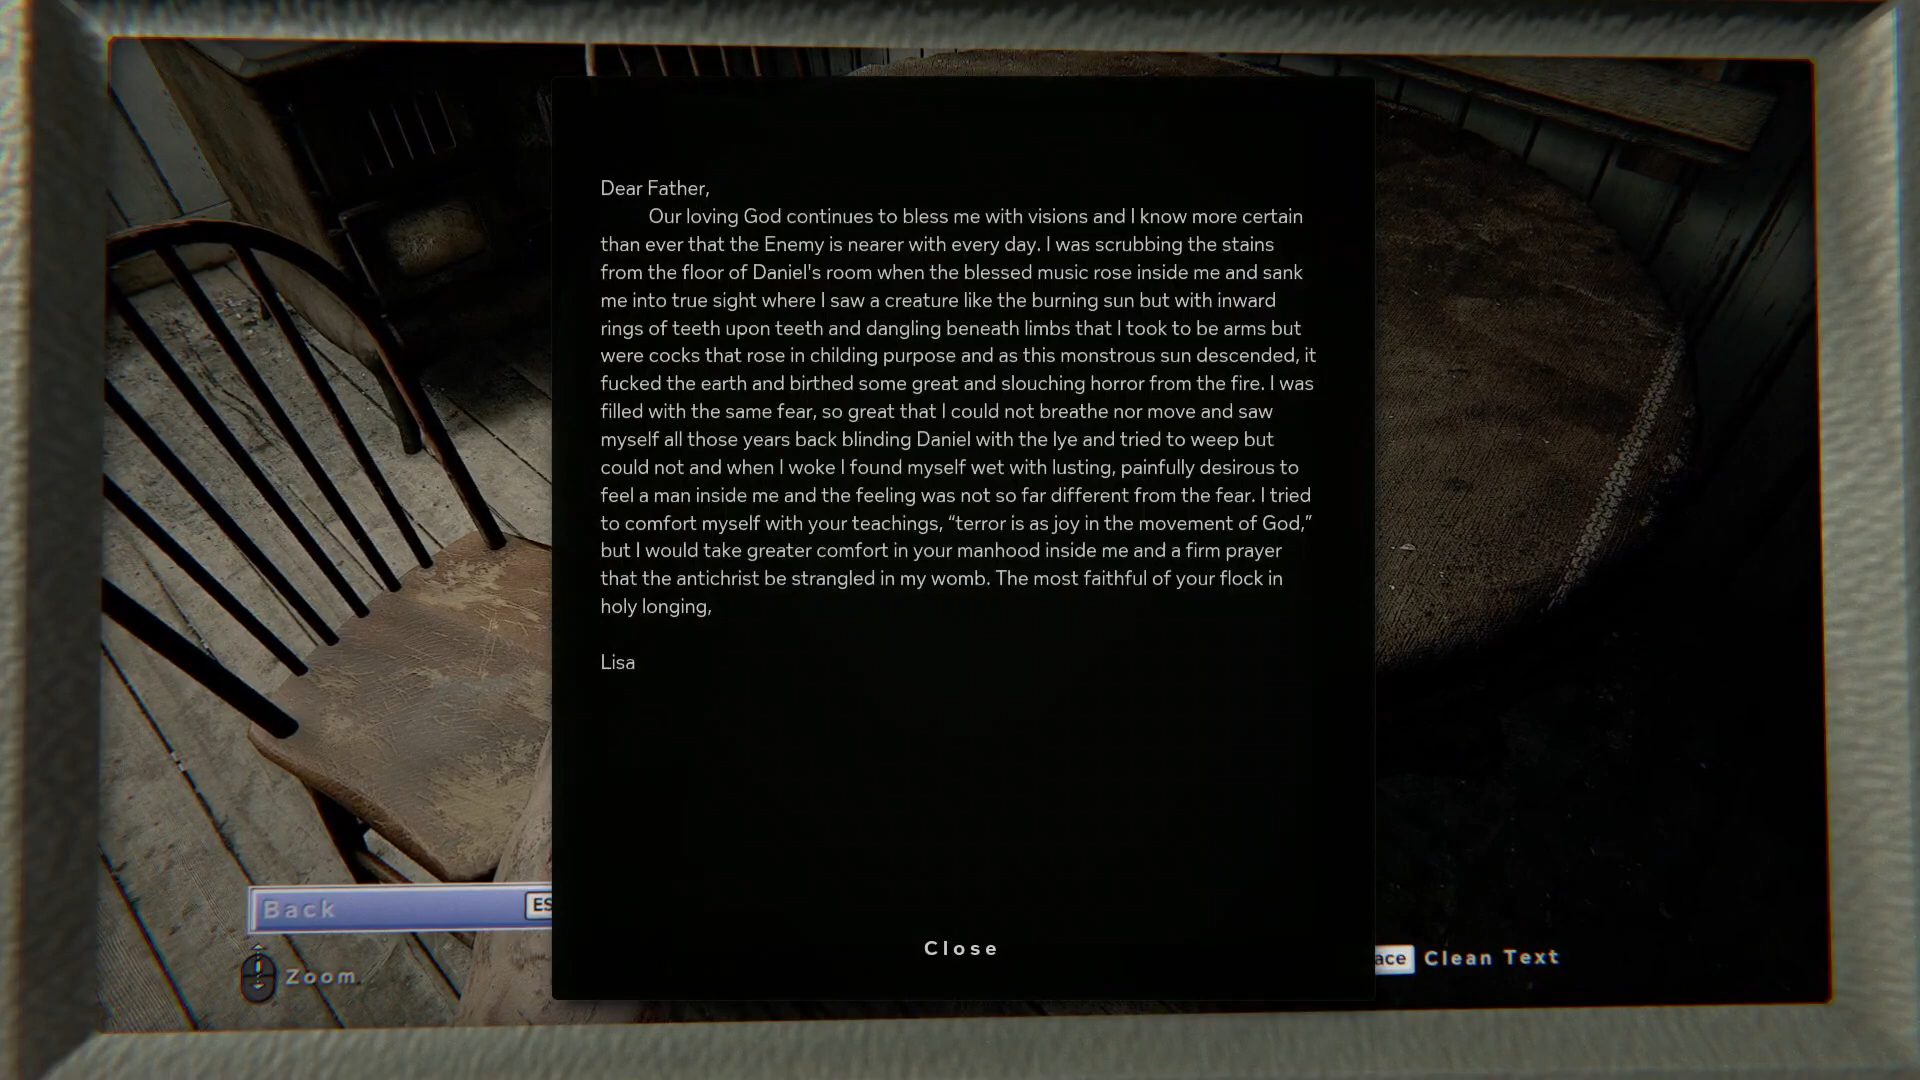 Dear Father,
Our loving God continues to bless me with visions and I know more certain
than ever that the Enemy is nearer with every day. I was scrubbing the stains
from the floor of Daniel's room when the blessed music rose inside me and sank
me into true sight where I saw a creature like the burning sun but with inward
rings of teeth upon teeth and dangling beneath limbs that I took to be arms but
were cocks that rose in childing purpose and as this monstrous sun descended, it
fucked the earth and birthed some great and slouching horror from the fire. I was
filled with the same fear, so great that I could not breathe nor move and saw
myself all those years back blinding Daniel with the lye and tried to weep but
could not and when I woke I found myself wet with lusting, painfully desirous to
feel a man inside me and the feeling was not so far different from the fear. I tried
to comfort myself with your teachings, “terror is as joy in the movement of God,”
but I would take greater comfort in your manhood inside me and a firm prayer
that the antichrist be strangled in my womb. The most faithful of your flock in
holy longing,
Lisa
Back ES
Close
ace Clean Text
Zoom